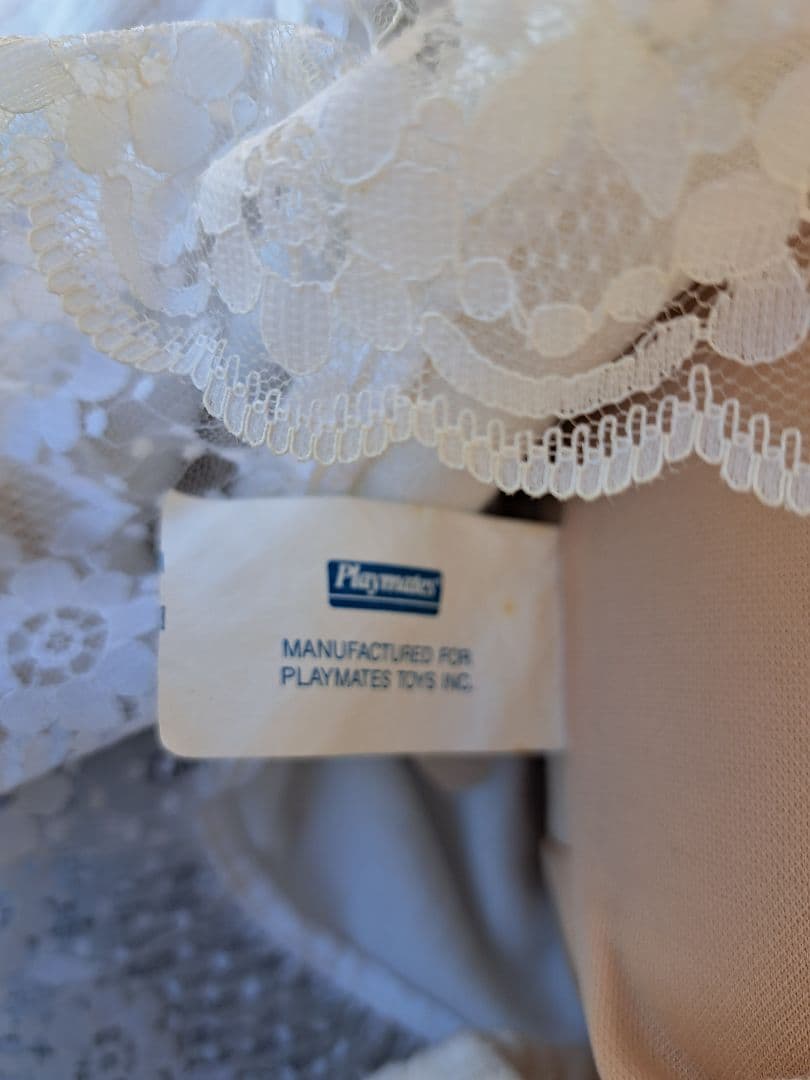 Playmates
MANUFACTURED FOR
PLAYMATES TOYS INC.